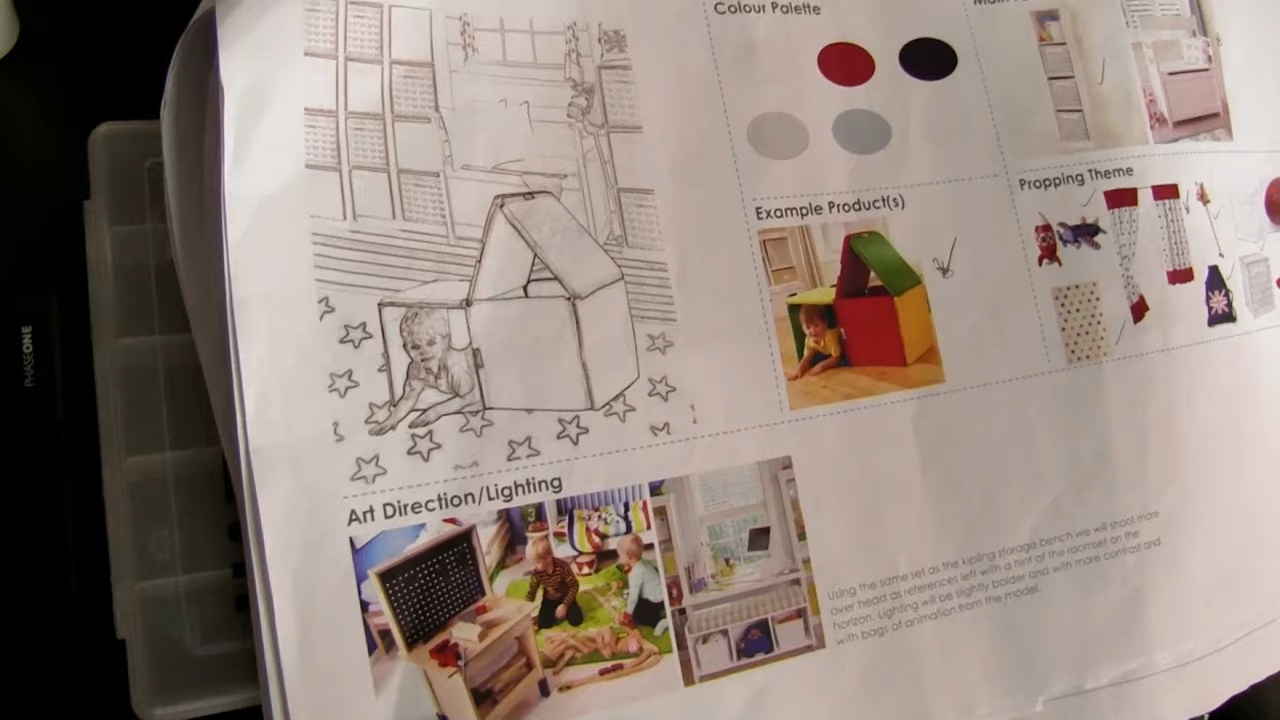 Colour Palette
Example Product(s)
Propping Theme
Art Direction/Lighting
Using the same set as the kipling storage bench we will shoot more
over head as references left with a hint of the roomset on the
horizon. Lighting will be slightly bolder and with more contrast and
with bags of animation from the model.
PHASEONE